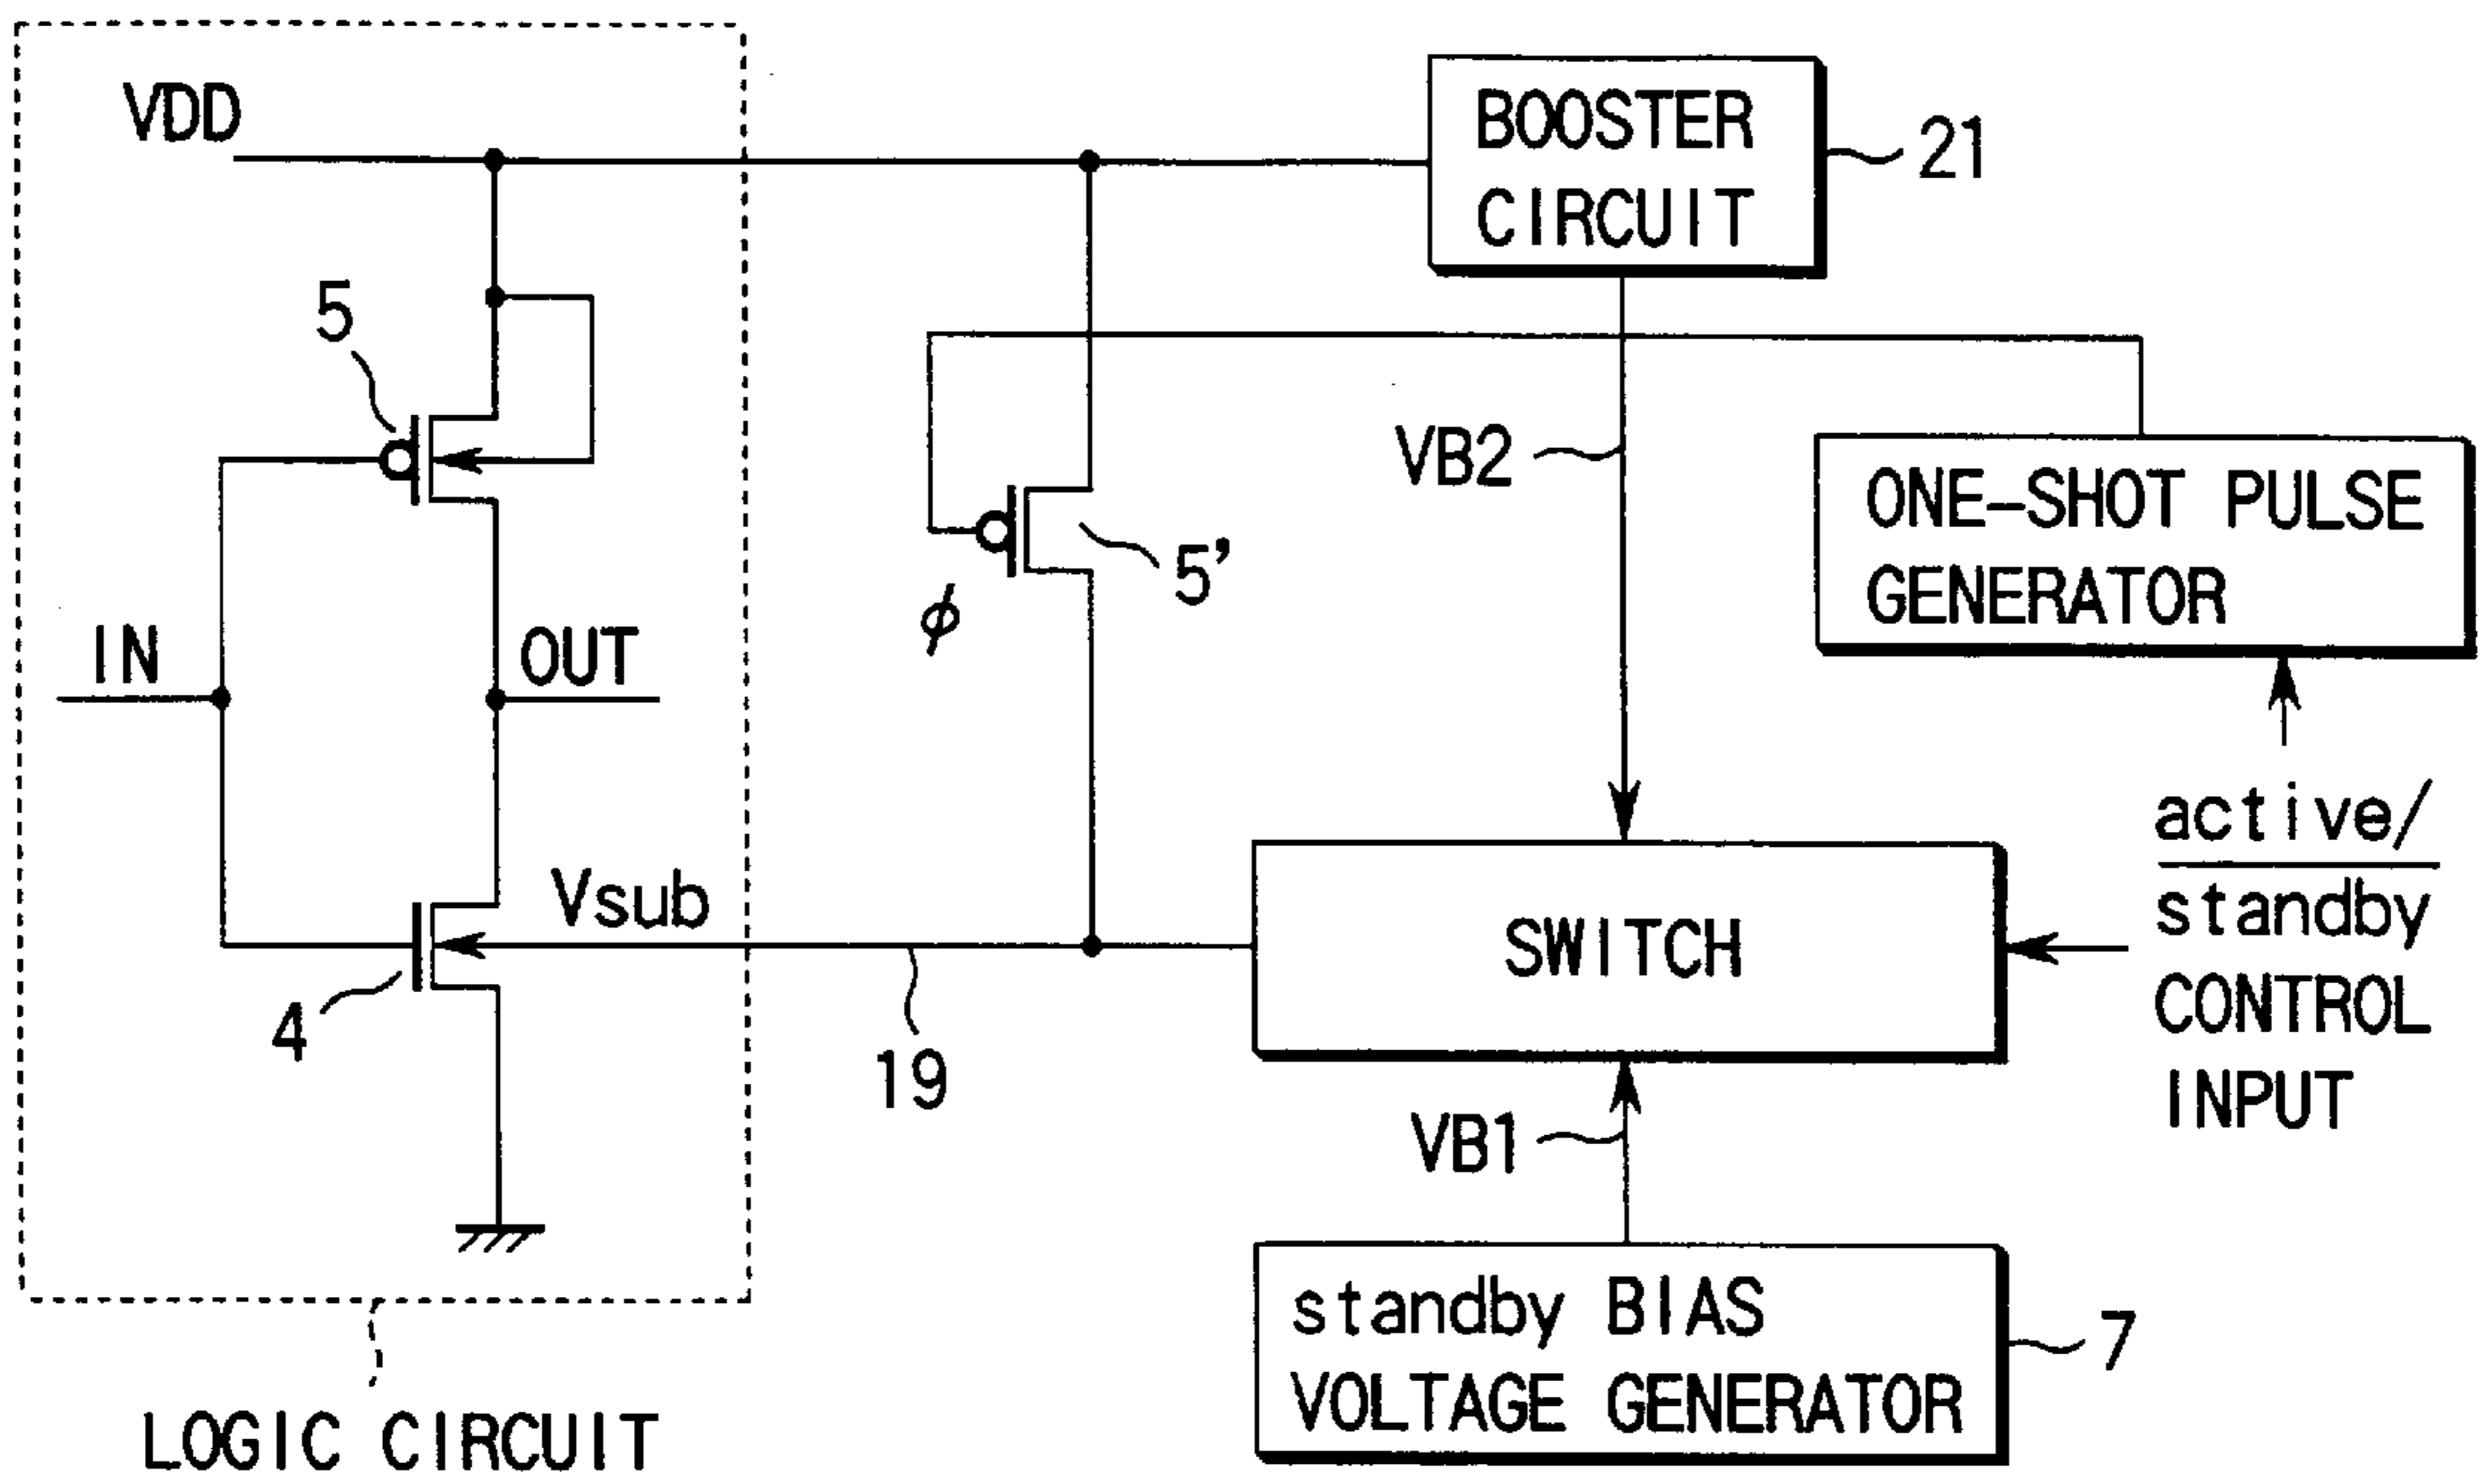 VDD
BOOSTER
CIRCUIT
21
5
VB2
ONE-SHOT PULSE
GENERATOR
5'
φ
IN
OUT
active/
standby
CONTROL
INPUT
Vsub
SWITCH
4
19
VB1
standby BIAS
VOLTAGE GENERATOR
7
LOGIC CIRCUIT